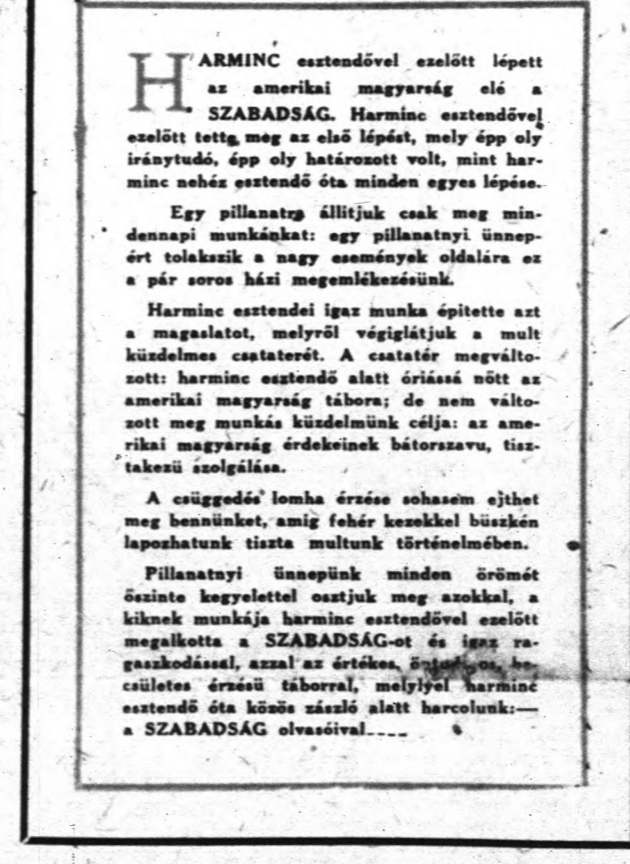 HARMINC esztendővel ezelőtt lépett
az amerikai magyarság elé a
SZABADSÁG. Harminc esztendővel
ezelőtt tette meg az első lépést, mely épp oly
iránytudó, épp oly határozott volt, mint har-
minc nehéz esztendő óta minden egyes lépése.
Egy pillanatra állitjuk csak meg min-
dennapi munkánkat: egy pillanatnyi ünnep-
ért tolakszik a nagy események oldalára ez
a pár soros házi megemlékezésünk.
Harminc esztendei igaz munka épitette azt
a magaslatot, melyről végiglátjuk a mult
küzdelmes csataterét. A csatatér megválto-
zott: harminc esztendő alatt óriássá nőtt az
amerikai magyarság tábora; de nem válto-
zott meg munkás küzdelmünk célja: az ame-
rikai magyarság érdekeinek bátorszavu, tisz-
takezü szolgálása.
A csüggedés lomha érzése sohasem ejthet
meg bennünket, amig fehér kezekkel büszkén
lapozhatunk tiszta multunk történelmében.
Pillanatnyi ünnepünk minden örömét
őszinte kegyelettel osztjuk meg azokkal, a
kiknek munkája harminc esztendővel ezelőtt
megalkotta a SZABADSÁG-ot és igaz ra-
gaszkodással, azzal az értékes, öntudatos, be-
csületes érzésü táborral, melylyel harminc
esztendő óta közös zászló alatt harcolunk:—
a SZABADSÁG olvasóival....